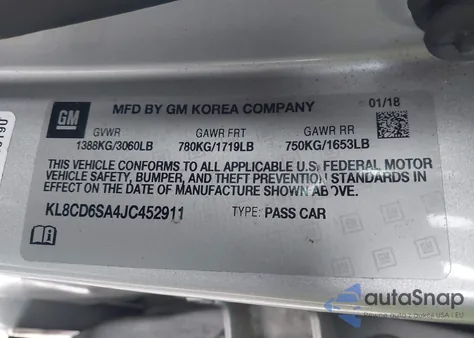 GM
MFD BY GM KOREA COMPANY
01/18
GVWR GAWR FRT GAWR RR
1388KG/3060LB 780KG/1719LB 750KG/1653LB
THIS VEHICLE CONFORMS TO ALL APPLICABLE U.S. FEDERAL MOTOR
VEHICLE SAFETY, BUMPER, AND THEFT PREVENTION STANDARDS IN
EFFECT ON THE DATE OF MANUFACTURE SHOWN ABOVE.
KL8CD6SA4JC452911 TYPE: PASS CAR
autoSnap